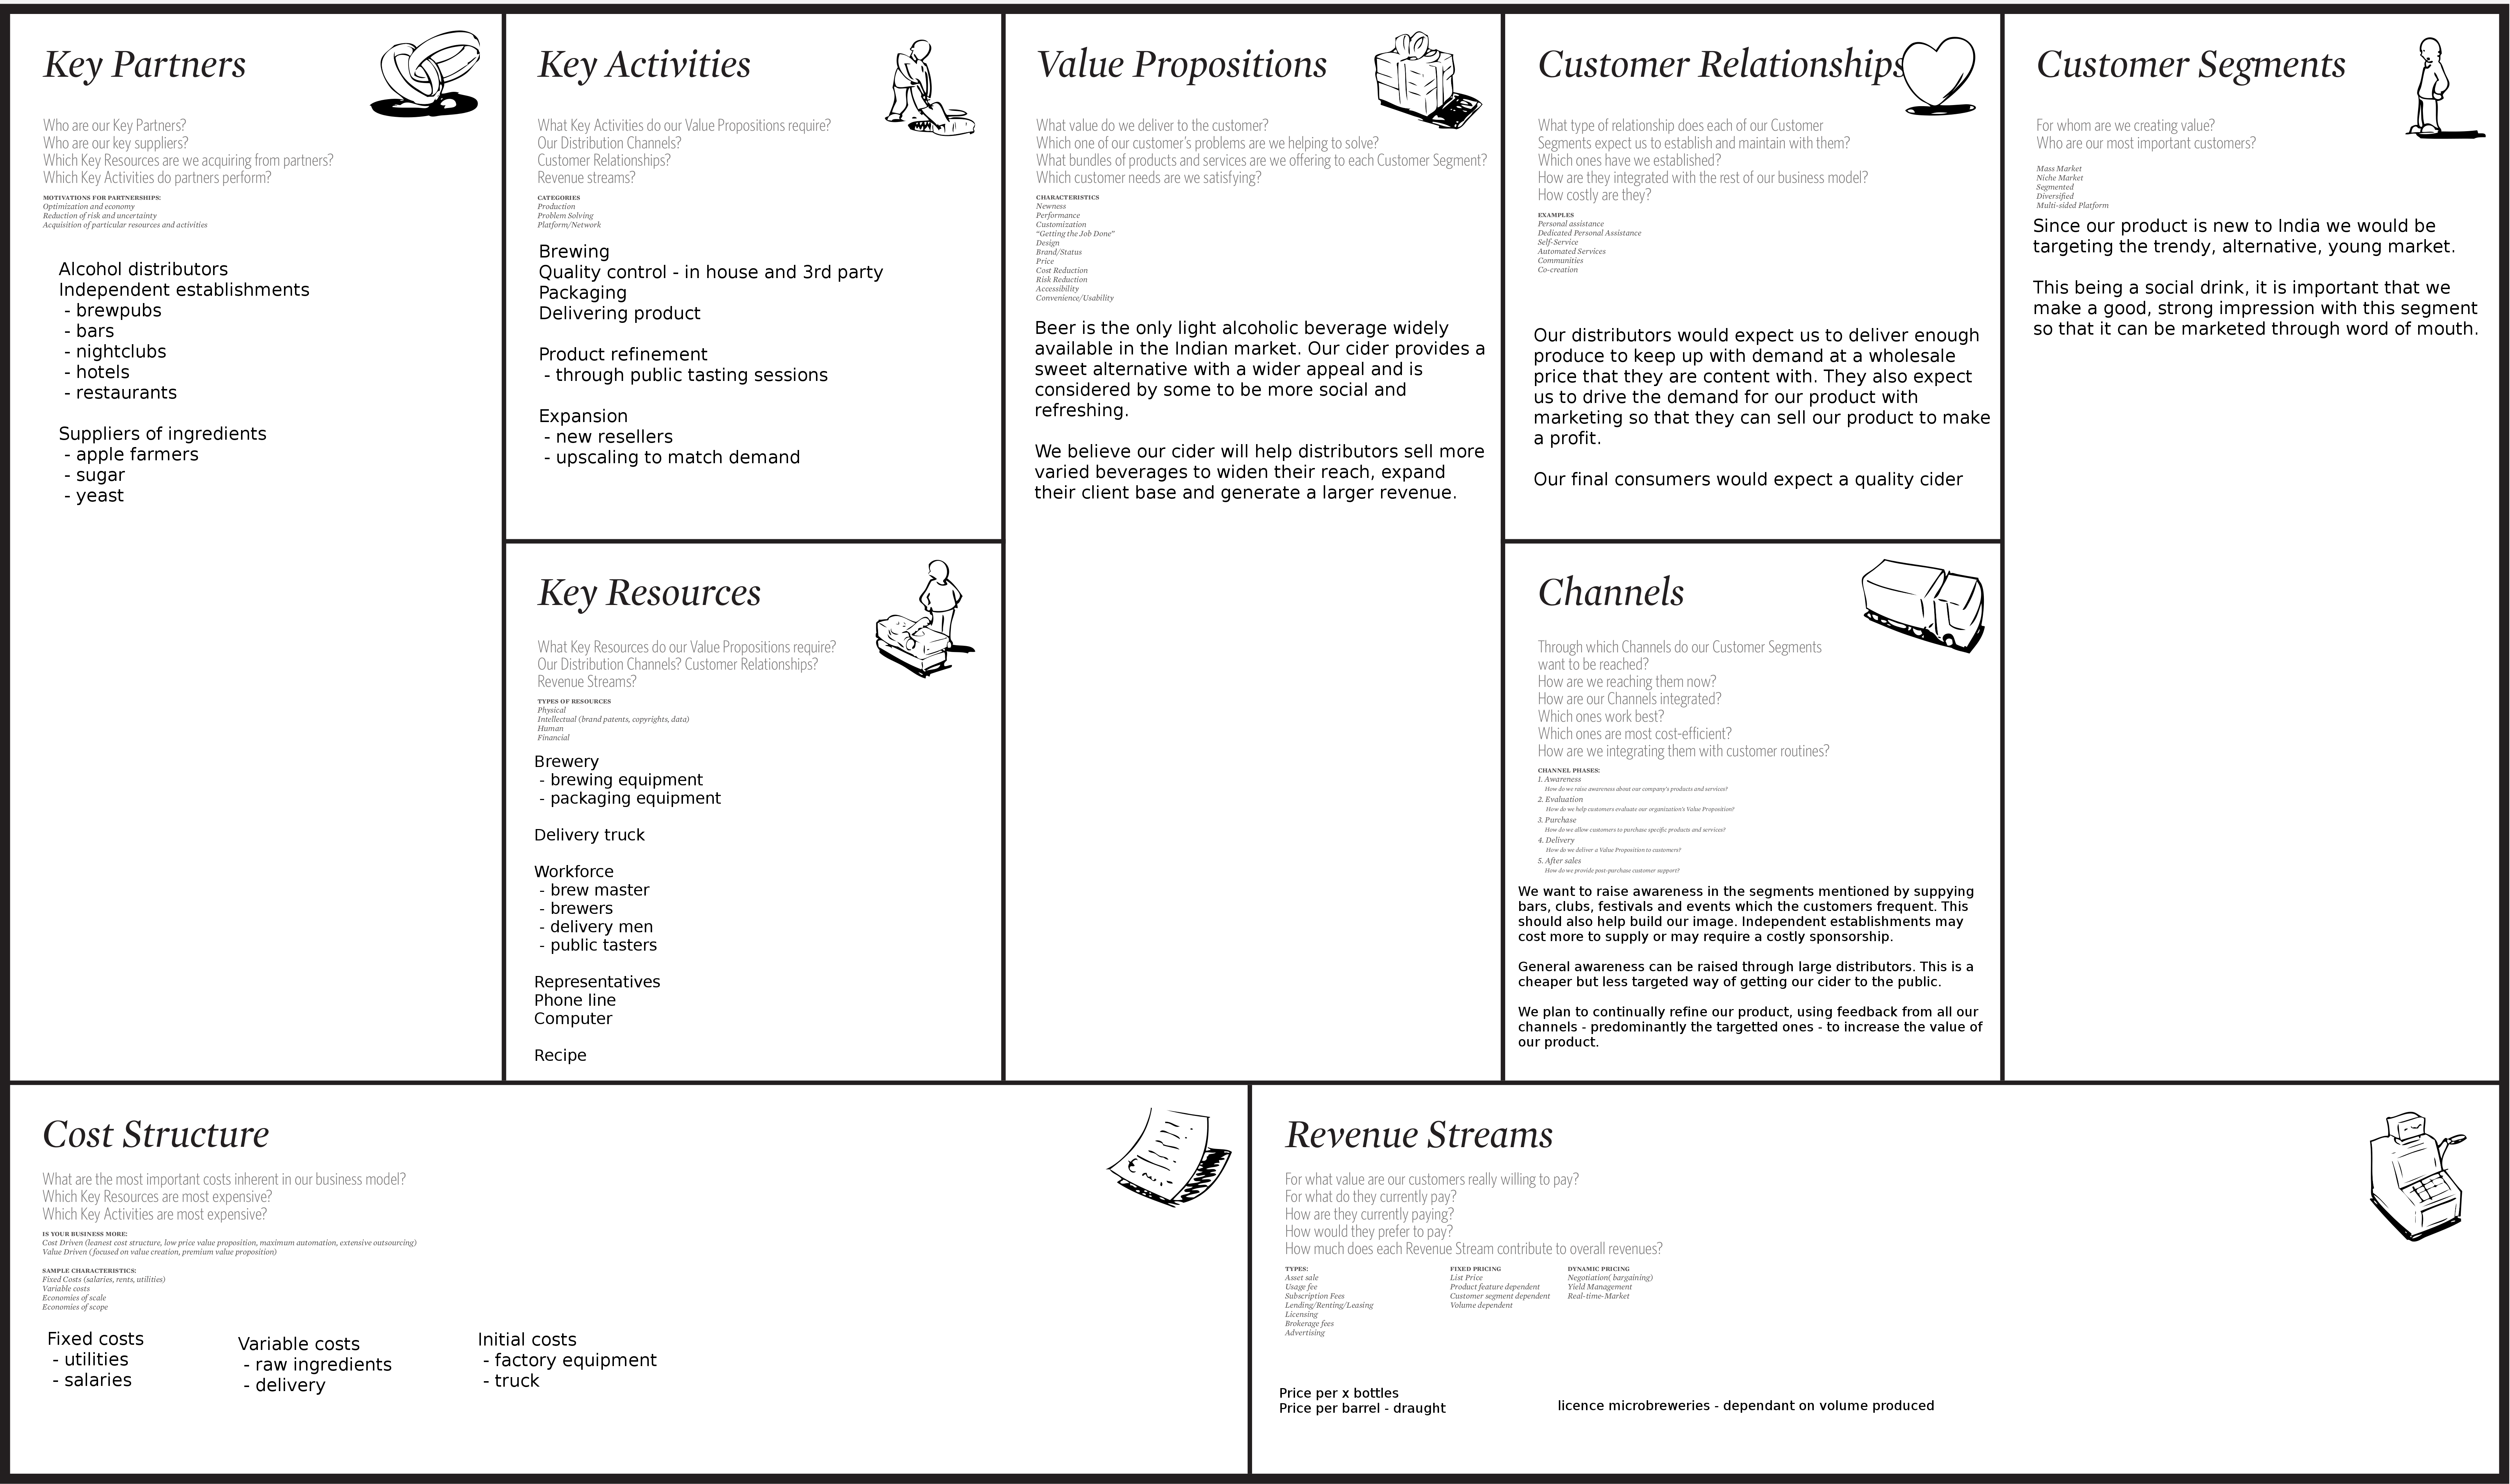 Key Partners
Who are our Key Partners?
Who are our key suppliers?
Which Key Resources are we acquiring from partners?
Which Key Activities do partners perform?
MOTIVATIONS FOR PARTNERSHIPS:
Optimization and economy
Reduction of risk and uncertainty
Acquisition of particular resources and activities
Alcohol distributors
Independent establishments
- brewpubs
- bars
- nightclubs
- hotels
- restaurants
Suppliers of ingredients
- apple farmers
- sugar
- yeast
Key Activities
What Key Activities do our Value Propositions require?
Our Distribution Channels?
Customer Relationships?
Revenue streams?
CATEGORIES
Production
Problem Solving
Platform/Network
Brewing
Quality control - in house and 3rd party
Packaging
Delivering product
Product refinement
- through public tasting sessions
Expansion
- new resellers
- upscaling to match demand
Key Resources
What Key Resources do our Value Propositions require?
Our Distribution Channels? Customer Relationships?
Revenue Streams?
TYPES OF RESOURCES
Physical
Intellectual (brand patents, copyrights, data)
Human
Financial
Brewery
- brewing equipment
- packaging equipment
Delivery truck
Workforce
- brew master
- brewers
- delivery men
- public tasters
Representatives
Phone line
Computer
Recipe
Value Propositions
What value do we deliver to the customer?
Which one of our customer's problems are we helping to solve?
What bundles of products and services are we offering to each Customer Segment?
Which customer needs are we satisfying?
CHARACTERISTICS
Newness
Performance
Customization
"Getting the Job Done"
Design
Brand/Status
Price
Cost Reduction
Risk Reduction
Accessibility
Convenience/Usability
Beer is the only light alcoholic beverage widely
available in the Indian market. Our cider provides a
sweet alternative with a wider appeal and is
considered by some to be more social and
refreshing.
We believe our cider will help distributors sell more
varied beverages to widen their reach, expand
their client base and generate a larger revenue.
Customer Relationships
What type of relationship does each of our Customer
Segments expect us to establish and maintain with them?
Which ones have we established?
How are they integrated with the rest of our business model?
How costly are they?
EXAMPLES
Personal assistance
Dedicated Personal Assistance
Self-Service
Automated Services
Communities
Co-creation
Our distributors would expect us to deliver enough
produce to keep up with demand at a wholesale
price that they are content with. They also expect
us to drive the demand for our product with
marketing so that they can sell our product to make
a profit.
Our final consumers would expect a quality cider
Channels
Through which Channels do our Customer Segments
want to be reached?
How are we reaching them now?
How are our Channels integrated?
Which ones work best?
Which ones are most cost-efficient?
How are we integrating them with customer routines?
CHANNEL PHASES:
1. Awareness
How do we raise awareness about our company's products and services?
2. Evaluation
How do we help customers evaluate our organization's Value Proposition?
3. Purchase
How do we allow customers to purchase specific products and services?
4. Delivery
How do we deliver a Value Proposition to customers?
5. After sales
How do we provide post-purchase customer support?
We want to raise awareness in the segments mentioned by suppying
bars, clubs, festivals and events which the customers frequent. This
should also help build our image. Independent establishments may
cost more to supply or may require a costly sponsorship.
General awareness can be raised through large distributors. This is a
cheaper but less targeted way of getting our cider to the public.
We plan to continually refine our product, using feedback from all our
channels - predominantly the targetted ones - to increase the value of
our product.
Customer Segments
For whom are we creating value?
Who are our most important customers?
Mass Market
Niche Market
Segmented
Diversified
Multi-sided Platform
Since our product is new to India we would be
targeting the trendy, alternative, young market.
This being a social drink, it is important that we
make a good, strong impression with this segment
so that it can be marketed through word of mouth.
Cost Structure
What are the most important costs inherent in our business model?
Which Key Resources are most expensive?
Which Key Activities are most expensive?
IS YOUR BUSINESS MORE:
Cost Driven (leanest cost structure, low price value proposition, maximum automation, extensive outsourcing)
Value Driven (focused on value creation, premium value proposition)
SAMPLE CHARACTERISTICS:
Fixed Costs (salaries, rents, utilities)
Variable costs
Economies of scale
Economies of scope
Fixed costs
- utilities
- salaries
Variable costs
- raw ingredients
- delivery
Initial costs
- factory equipment
- truck
Revenue Streams
For what value are our customers really willing to pay?
For what do they currently pay?
How are they currently paying?
How would they prefer to pay?
How much does each Revenue Stream contribute to overall revenues?
TYPES:
Asset sale
Usage fee
Subscription Fees
Lending/Renting/Leasing
Licensing
Brokerage fees
Advertising
FIXED PRICING
List Price
Product feature dependent
Customer segment dependent
Volume dependent
DYNAMIC PRICING
Negotiation( bargaining)
Yield Management
Real-time-Market
Price per x bottles
Price per barrel - draught
licence microbreweries - dependant on volume produced